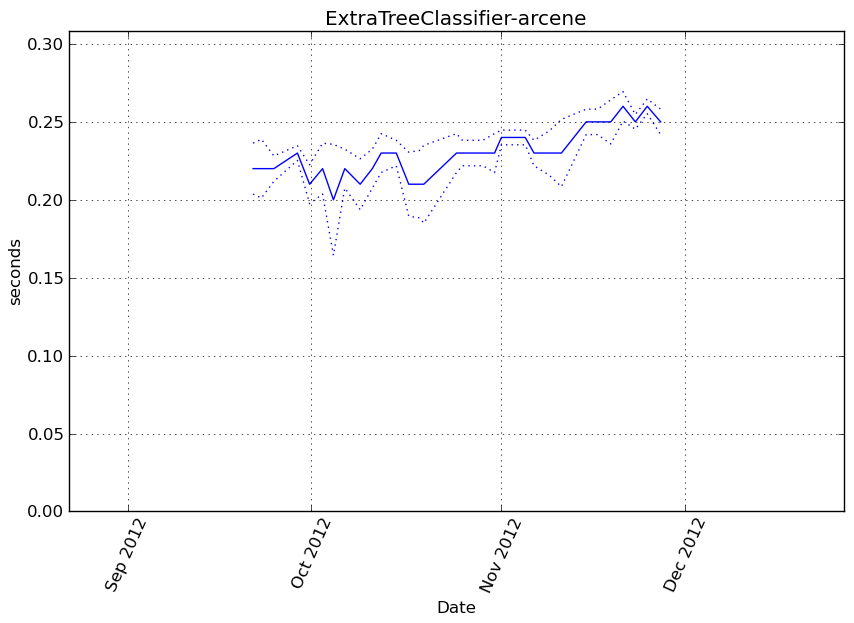 ExtraTreeClassifier-arcene
0.30
0.25
0.20
0.15
0.10
0.05
0.00
seconds
Sep 2012
Oct 2012
Nov 2012
Dec 2012
Date